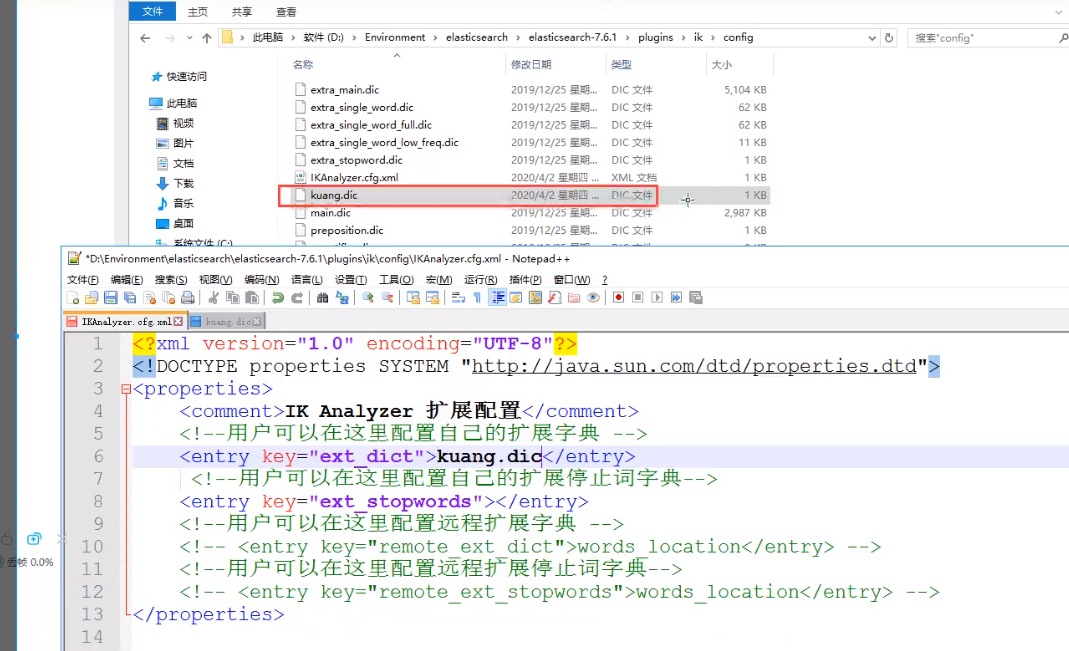 文件 主页 共享 查看
此电脑 › 软件 (D:) › Environment › elasticsearch › elasticsearch-7.6.1 › plugins › ik › config
搜索"config"
名称 修改日期 类型 大小
快速访问
此电脑
视频
图片
文档
下载
音乐
桌面
系统文件 (C:)
extra_main.dic 2019/12/25 星期... DIC 文件 5,104 KB
extra_single_word.dic 2019/12/25 星期... DIC 文件 62 KB
extra_single_word_full.dic 2019/12/25 星期... DIC 文件 62 KB
extra_single_word_low_freq.dic 2019/12/25 星期... DIC 文件 11 KB
extra_stopword.dic 2019/12/25 星期... DIC 文件 1 KB
IKAnalyzer.cfg.xml 2020/4/2 星期四 ... XML 文档 1 KB
kuang.dic 2020/4/2 星期四 ... DIC 文件 1 KB
main.dic 2019/12/25 星期... DIC 文件 2,987 KB
preposition.dic 2019/12/25 星期... DIC 文件 1 KB
*D:\Environment\elasticsearch\elasticsearch-7.6.1\plugins\ik\config\IKAnalyzer.cfg.xml - Notepad++
文件(F) 编辑(E) 搜索(S) 视图(V) 编码(N) 语言(L) 设置(T) 工具(O) 宏(M) 运行(R) 插件(P) 窗口(W) ?
IKAnalyzer.cfg.xml kuang.dic
1 <?xml version="1.0" encoding="UTF-8"?>
2 <!DOCTYPE properties SYSTEM "http://java.sun.com/dtd/properties.dtd">
3 <properties>
4 <comment>IK Analyzer 扩展配置</comment>
5 <!--用户可以在这里配置自己的扩展字典 -->
6 <entry key="ext_dict">kuang.dic</entry>
7 <!--用户可以在这里配置自己的扩展停止词字典-->
8 <entry key="ext_stopwords"></entry>
9 <!--用户可以在这里配置远程扩展字典 -->
10 <!-- <entry key="remote_ext_dict">words_location</entry> -->
11 <!--用户可以在这里配置远程扩展停止词字典-->
12 <!-- <entry key="remote_ext_stopwords">words_location</entry> -->
13 </properties>
14
丢帧 0.0%